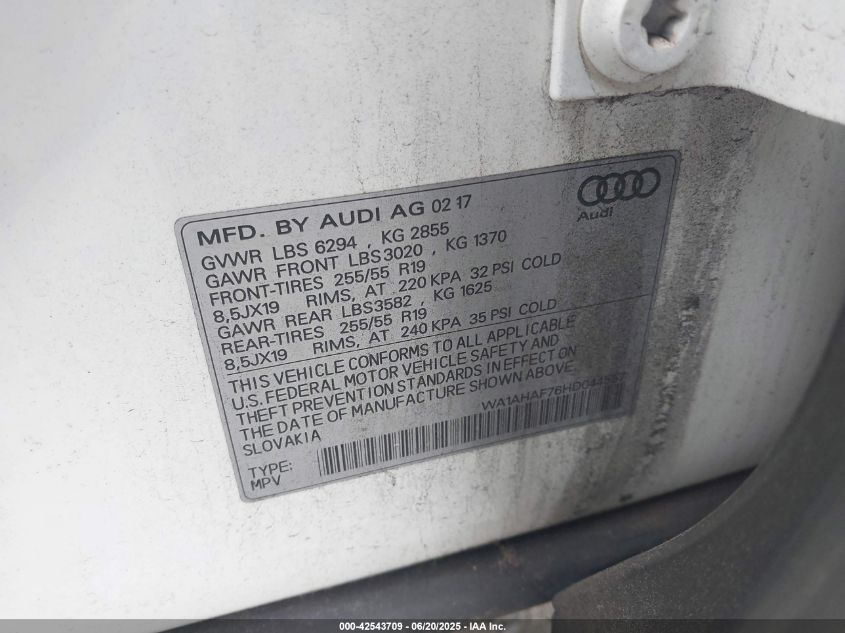 MFD. BY AUDI AG 02 17
Audi
GVWR LBS 6294 , KG 2855
GAWR FRONT LBS3020 , KG 1370
FRONT-TIRES 255/55 R19
8,5JX19 RIMS, AT 220 KPA 32 PSI COLD
GAWR REAR LBS3582 , KG 1625
REAR-TIRES 255/55 R19
8,5JX19 RIMS, AT 240 KPA 35 PSI COLD
THIS VEHICLE CONFORMS TO ALL APPLICABLE
U.S. FEDERAL MOTOR VEHICLE SAFETY AND
THEFT PREVENTION STANDARDS IN EFFECT ON
THE DATE OF MANUFACTURE SHOWN ABOVE.
SLOVAKIA
TYPE:
MPV
000-42543709 - 06/20/2025 - IAA Inc.